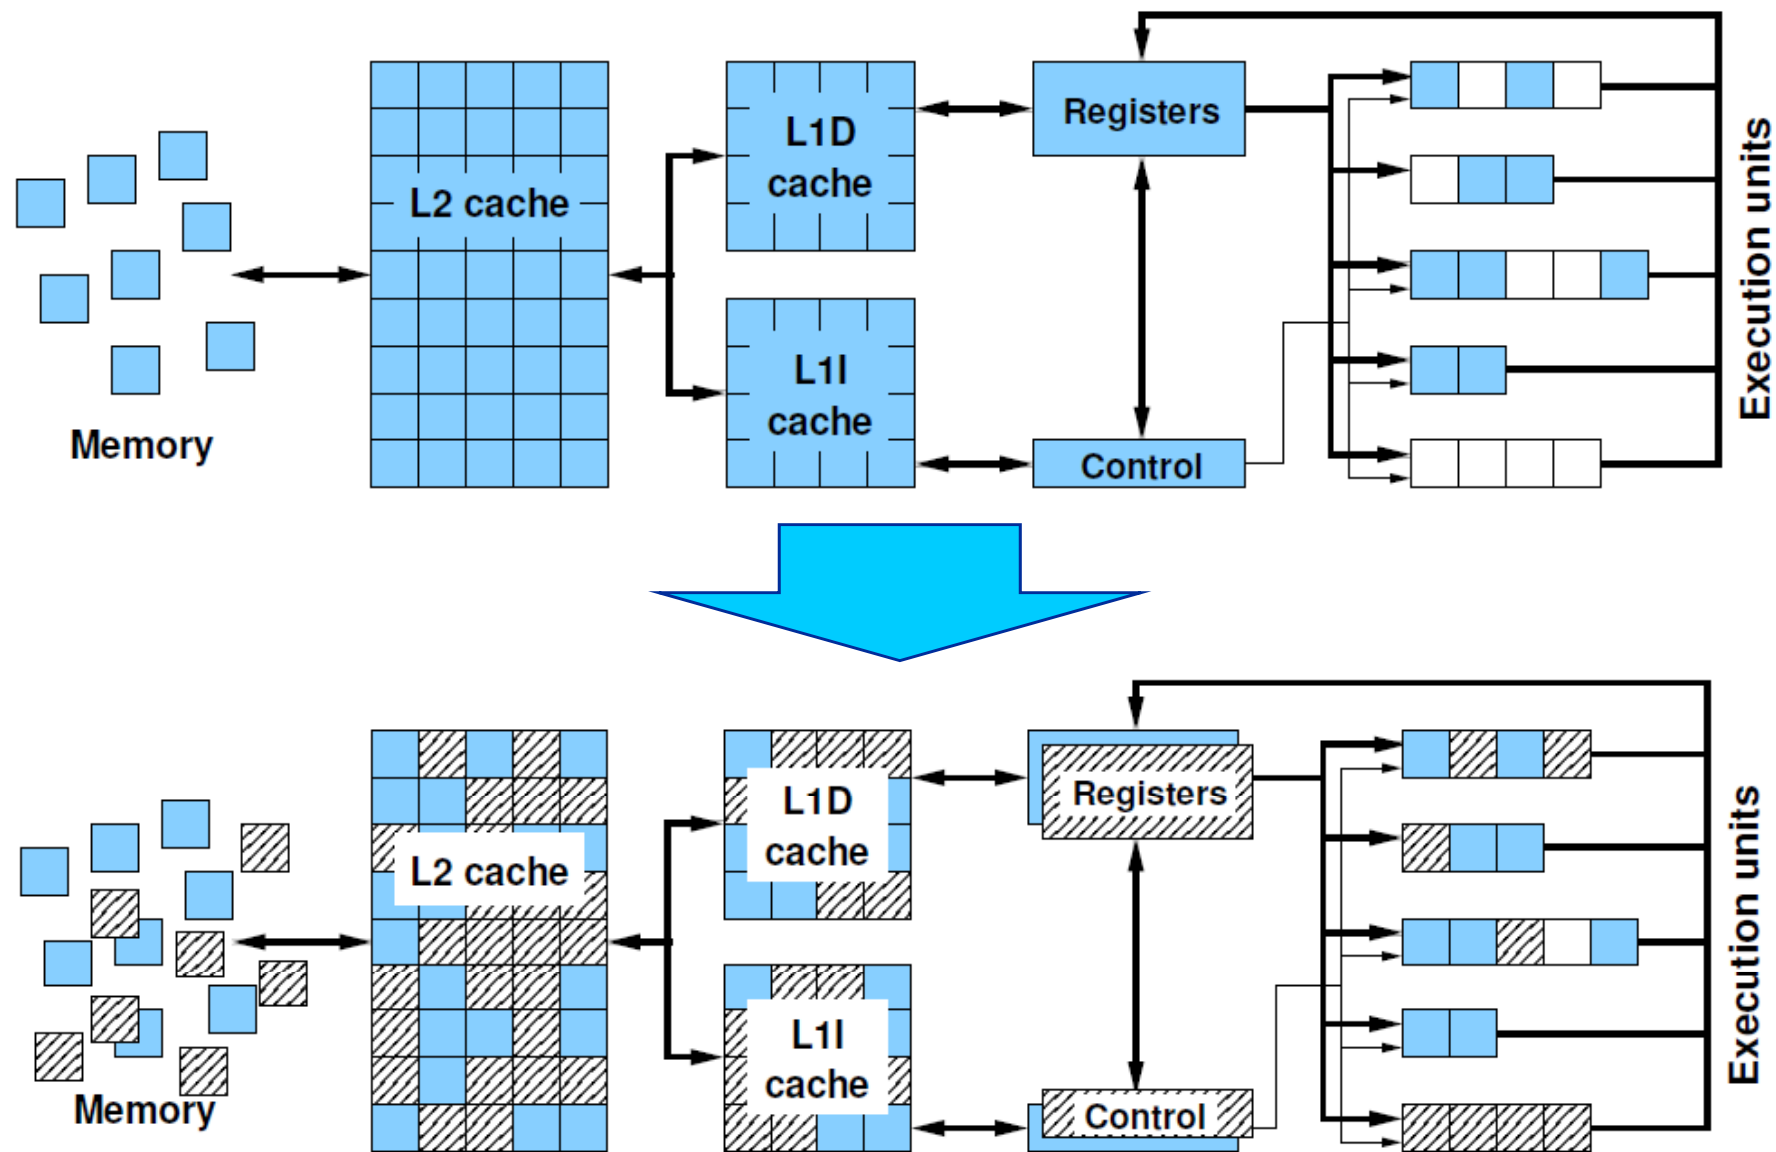 L1D
cache
Registers
L2 cache
L1I
cache
Memory
Control
Execution units
L1D
cache
Registers
L2 cache
L1I
cache
Memory
Control
Execution units